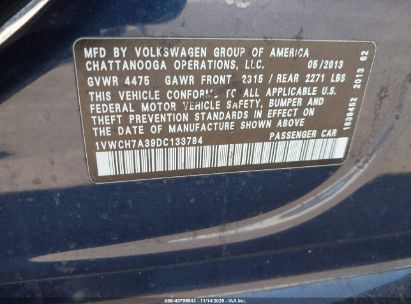 MFD BY VOLKSWAGEN GROUP OF AMERICA
CHATTANOOGA OPERATIONS, LLC. 05/2013
GVWR 4475 GAWR FRONT 2315 / REAR 2271 LBS
THIS VEHICLE CONFORMS TO ALL APPLICABLE U.S.
FEDERAL MOTOR VEHICLE SAFETY, BUMPER AND
THEFT PREVENTION STANDARDS IN EFFECT ON THE
DATE OF MANUFACTURE SHOWN ABOVE.
1VWCH7A39DC133784 PASSENGER CAR
2013 62